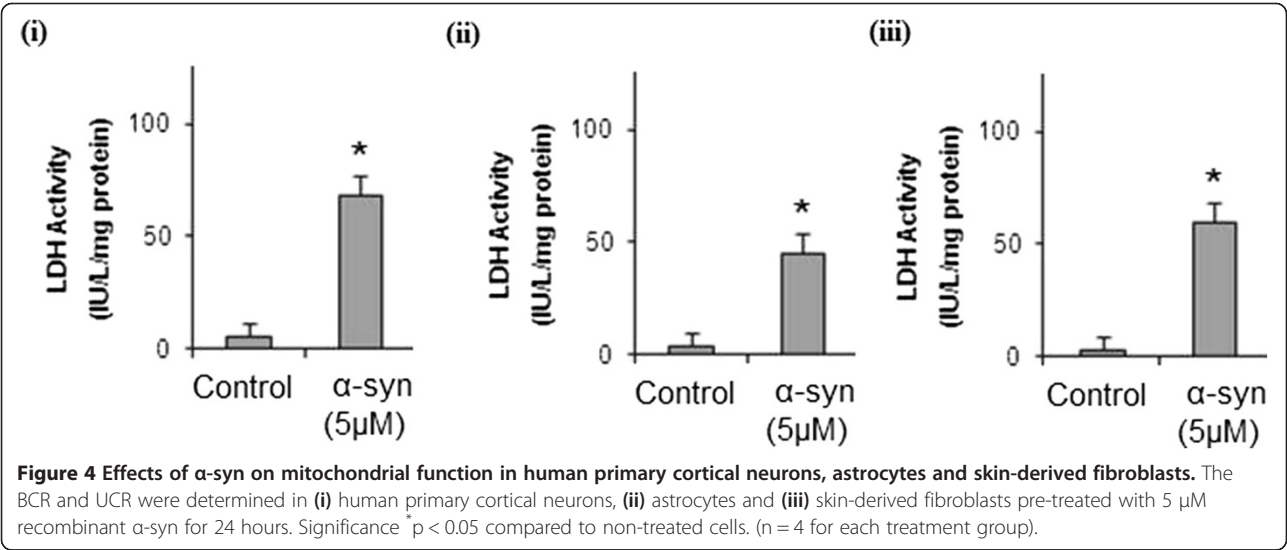 (i)
LDH Activity
(IU/L/mg protein)
100
50
0
*
Control
α-syn
(5µM)
(ii)
LDH Activity
(IU/L/mg protein)
100
50
0
*
Control
α-syn
(5µM)
(iii)
LDH Activity
(IU/L/mg protein)
100
50
0
*
Control
α-syn
(5µM)
Figure 4 Effects of α-syn on mitochondrial function in human primary cortical neurons, astrocytes and skin-derived fibroblasts. The
BCR and UCR were determined in (i) human primary cortical neurons, (ii) astrocytes and (iii) skin-derived fibroblasts pre-treated with 5 μM
recombinant α-syn for 24 hours. Significance *p < 0.05 compared to non-treated cells. (n = 4 for each treatment group).